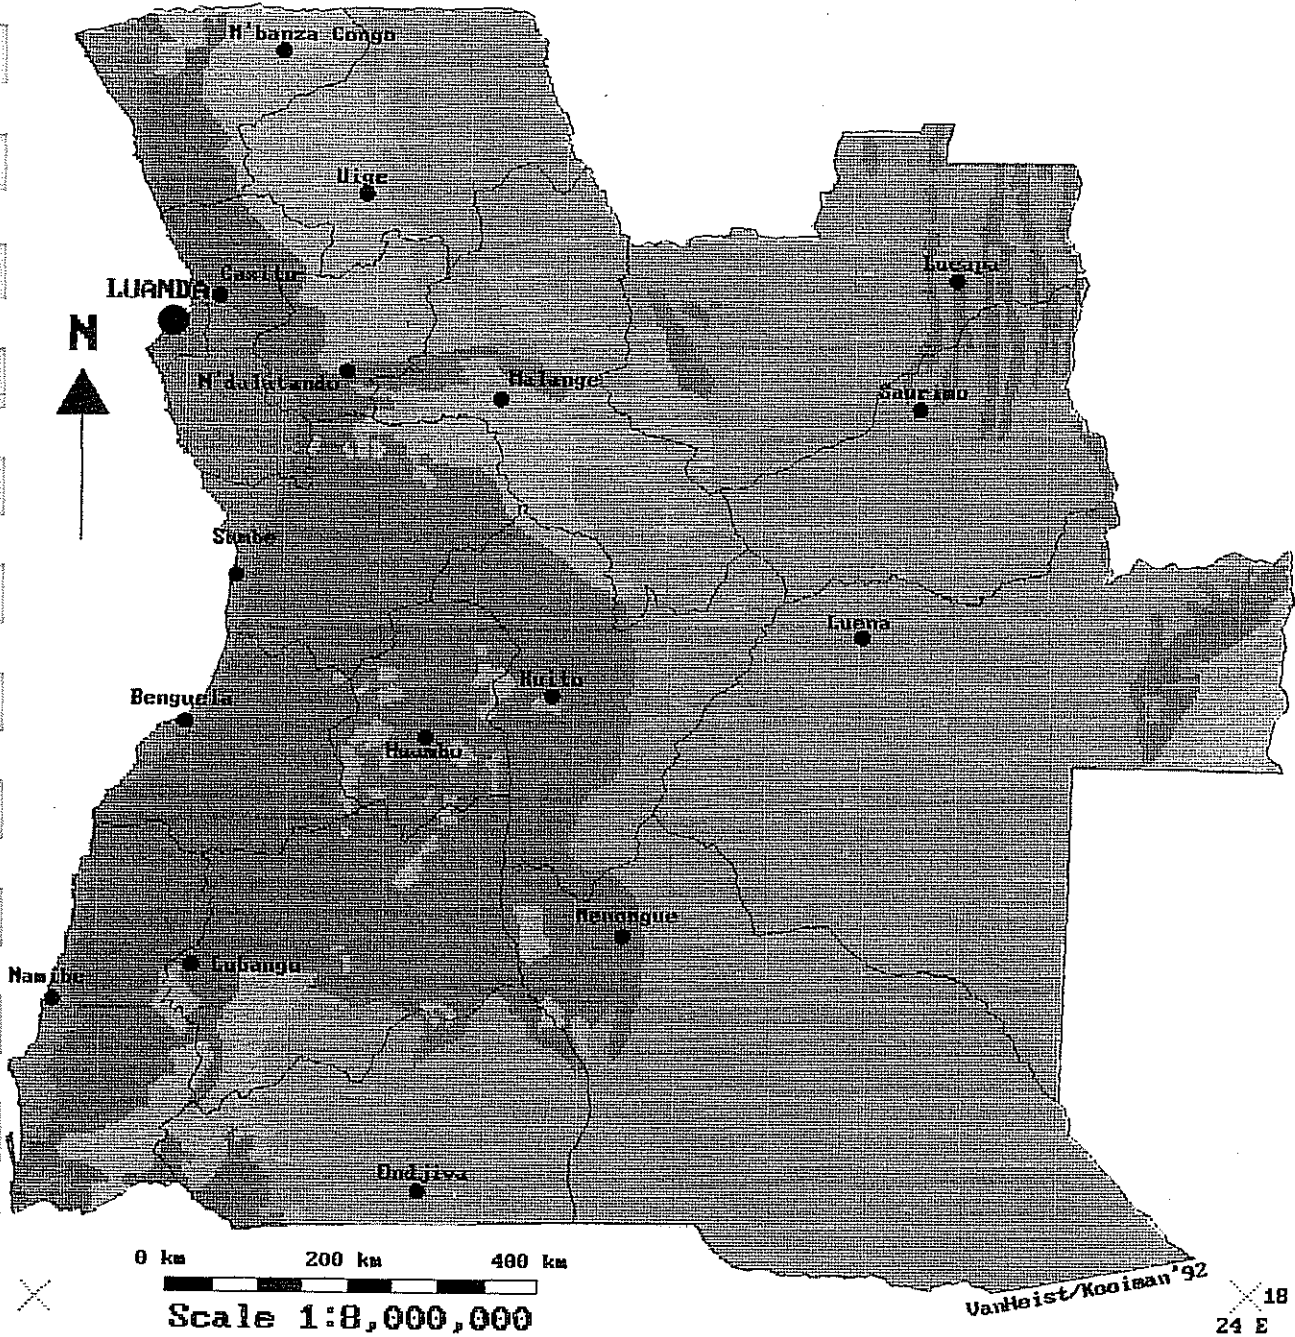 M'banza Congo
Uige
Lucapa
Caxito
LUANDA
N
N'dalatando
Malange
Saurimo
Sumbe
Luena
Kuito
Benguela
Huambo
Menongue
Lubango
Namibe
Ondjiva
0 km 200 km 400 km
Scale 1:8,000,000
VanHeist/Kooiman'92
18
24 E